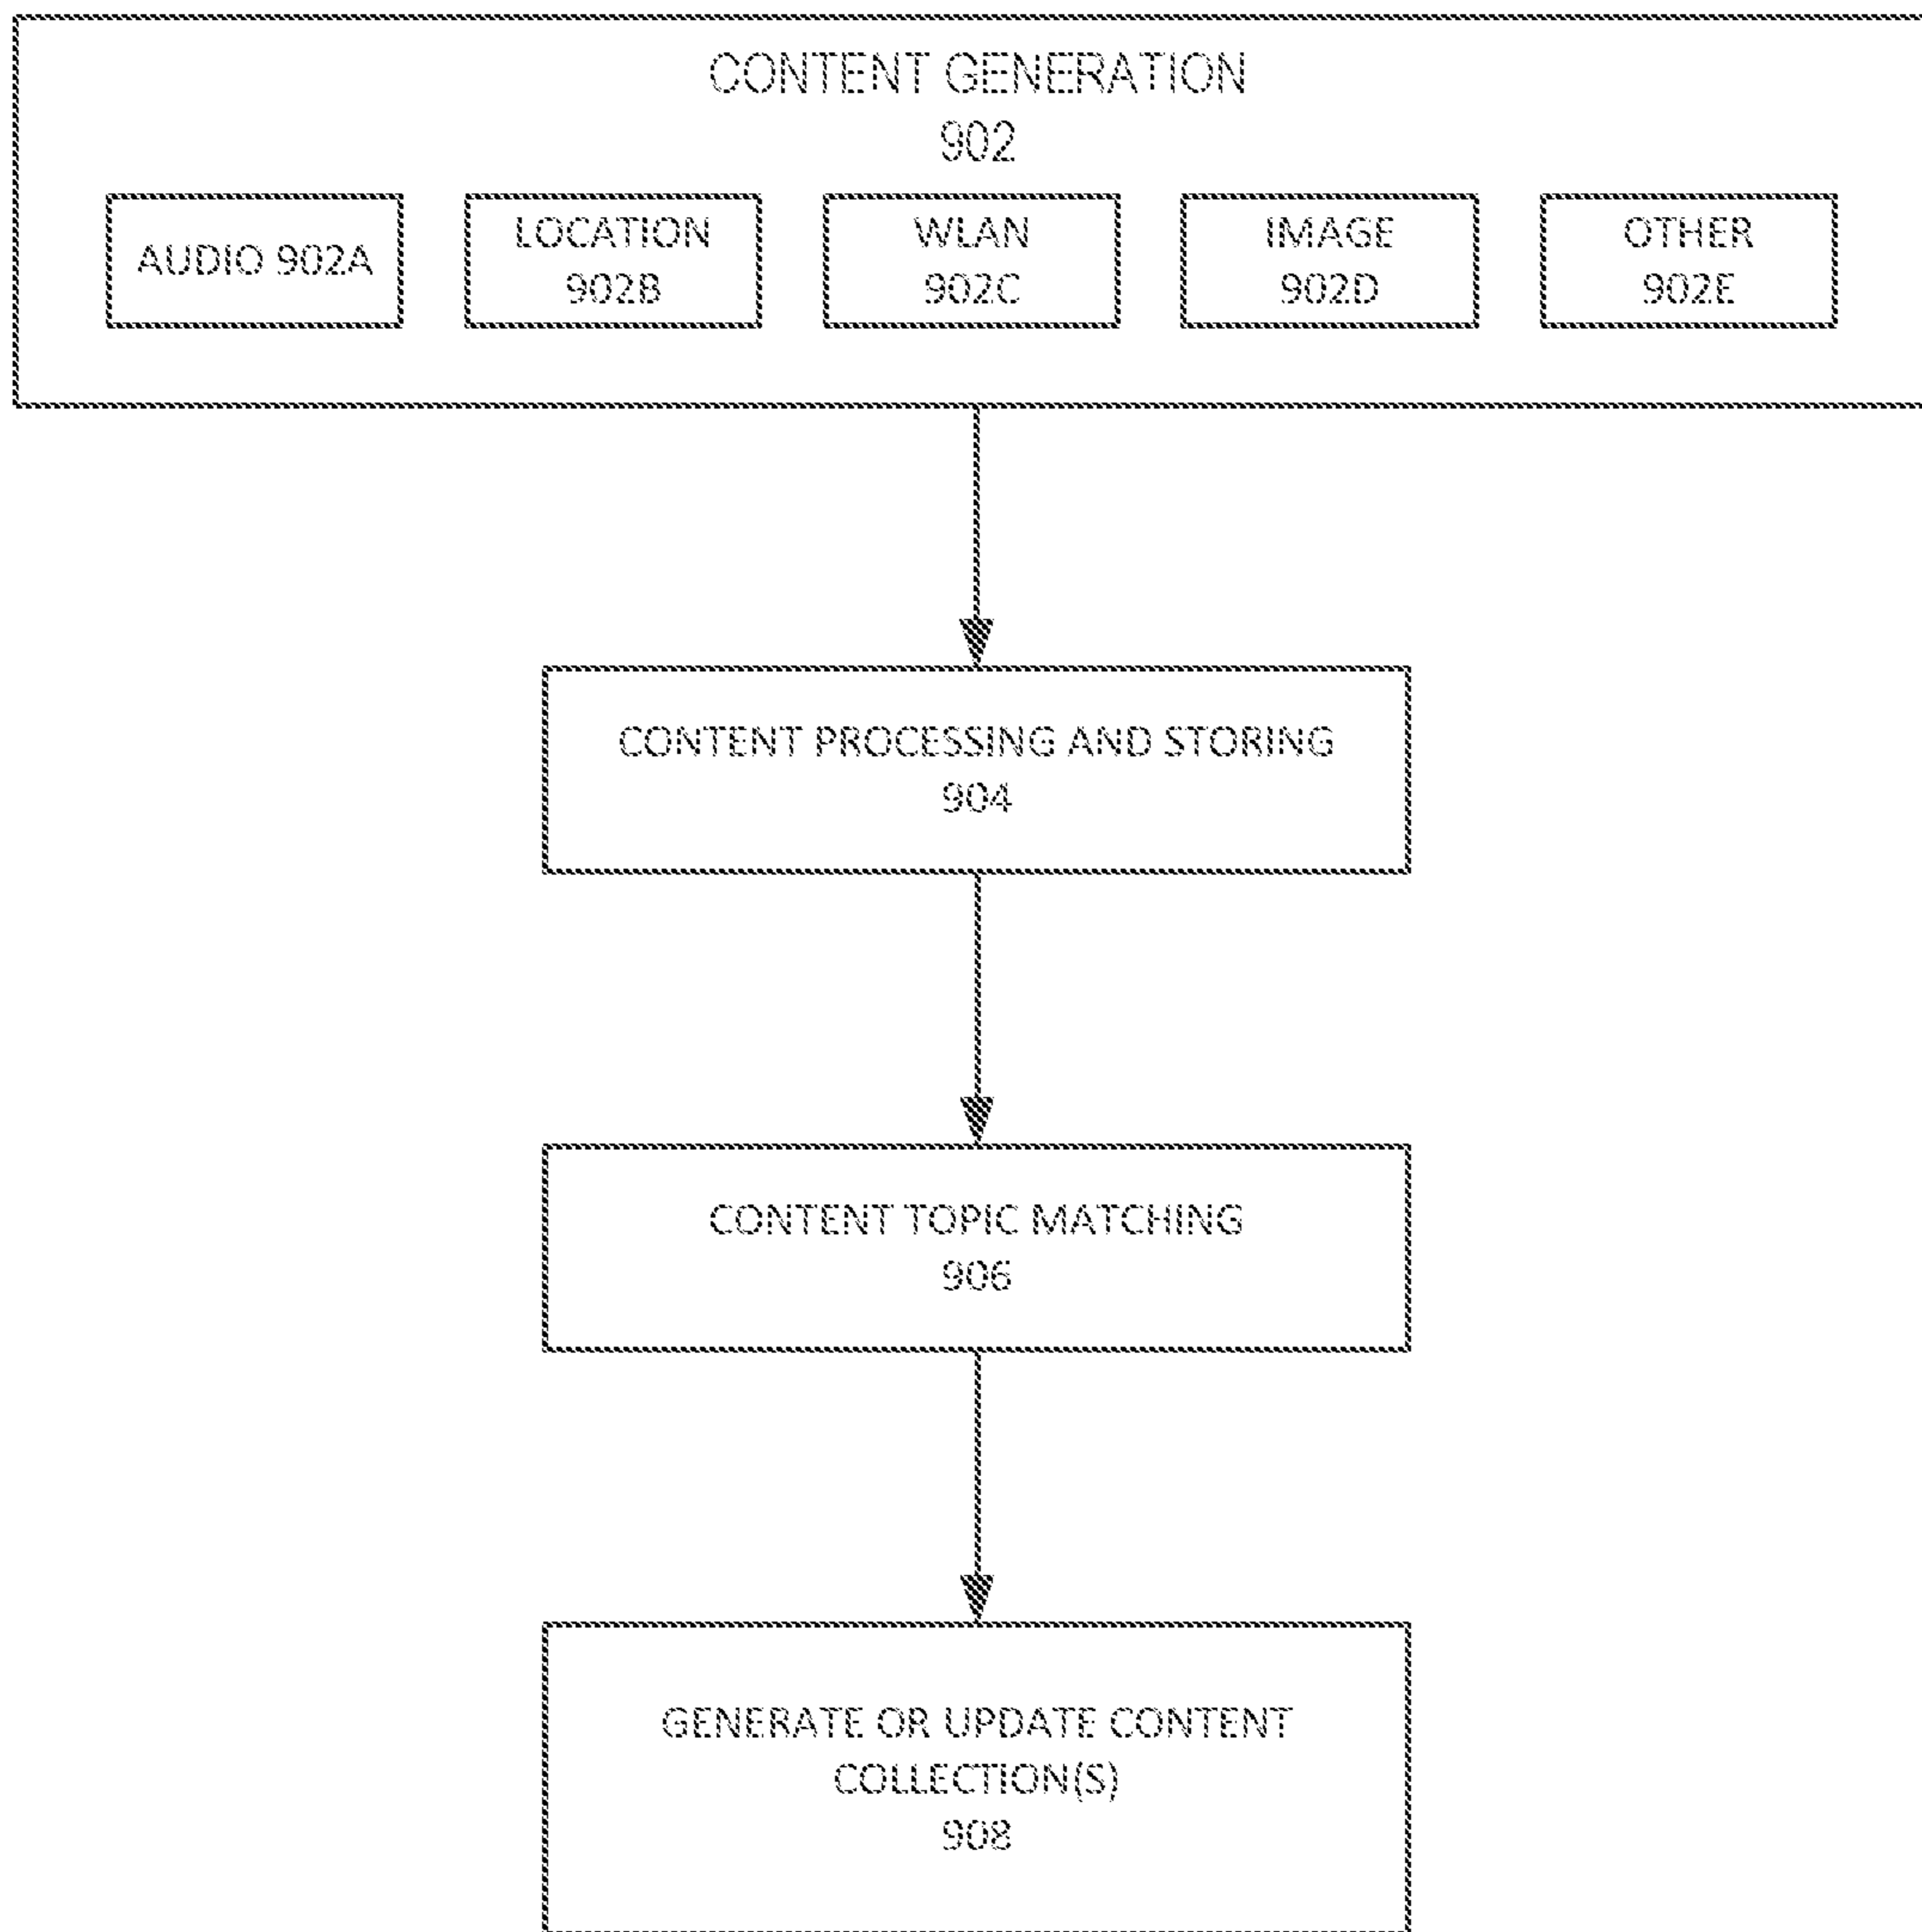 CONTENT GENERATION
902
AUDIO 902A
LOCATION
902B
WLAN
902C
IMAGE
902D
OTHER
902E
CONTENT PROCESSING AND STORING
904
CONTENT TOPIC MATCHING
906
GENERATE OR UPDATE CONTENT
COLLECTION(S)
908